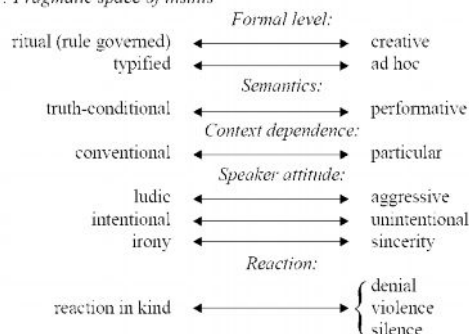 Pragmatic space of
Formal level:
ritual (rule governed) creative
typified ad hoc
Semantics:
truth-conditional performative
Context dependence:
conventional particular
Speaker attitude:
ludic aggressive
intentional unintentional
irony sincerity
Reaction:
denial
reaction in kind violence
silence